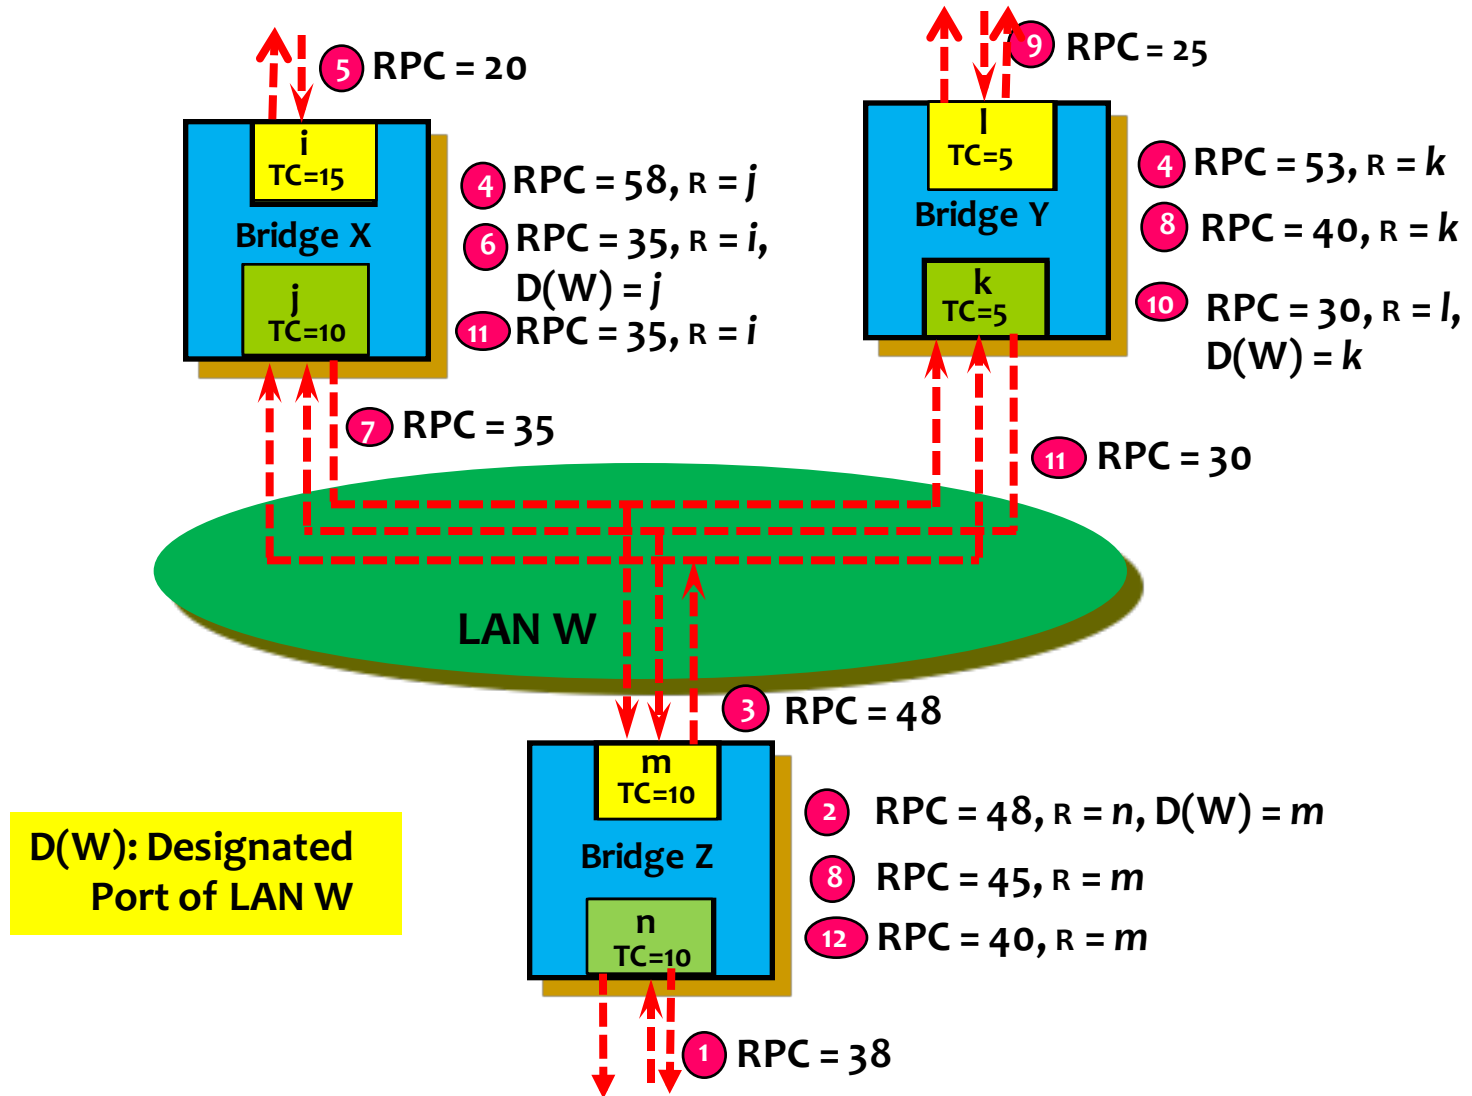 5 RPC = 20
9 RPC = 25
i
TC=15
Bridge X
j
TC=10
4 RPC = 58, R = j
6 RPC = 35, R = i,
D(W) = j
11 RPC = 35, R = i
l
TC=5
Bridge Y
k
TC=5
4 RPC = 53, R = k
8 RPC = 40, R = k
10 RPC = 30, R = l,
D(W) = k
7 RPC = 35
11 RPC = 30
LAN W
3 RPC = 48
m
TC=10
Bridge Z
n
TC=10
2 RPC = 48, R = n, D(W) = m
8 RPC = 45, R = m
12 RPC = 40, R = m
D(W): Designated
Port of LAN W
1 RPC = 38